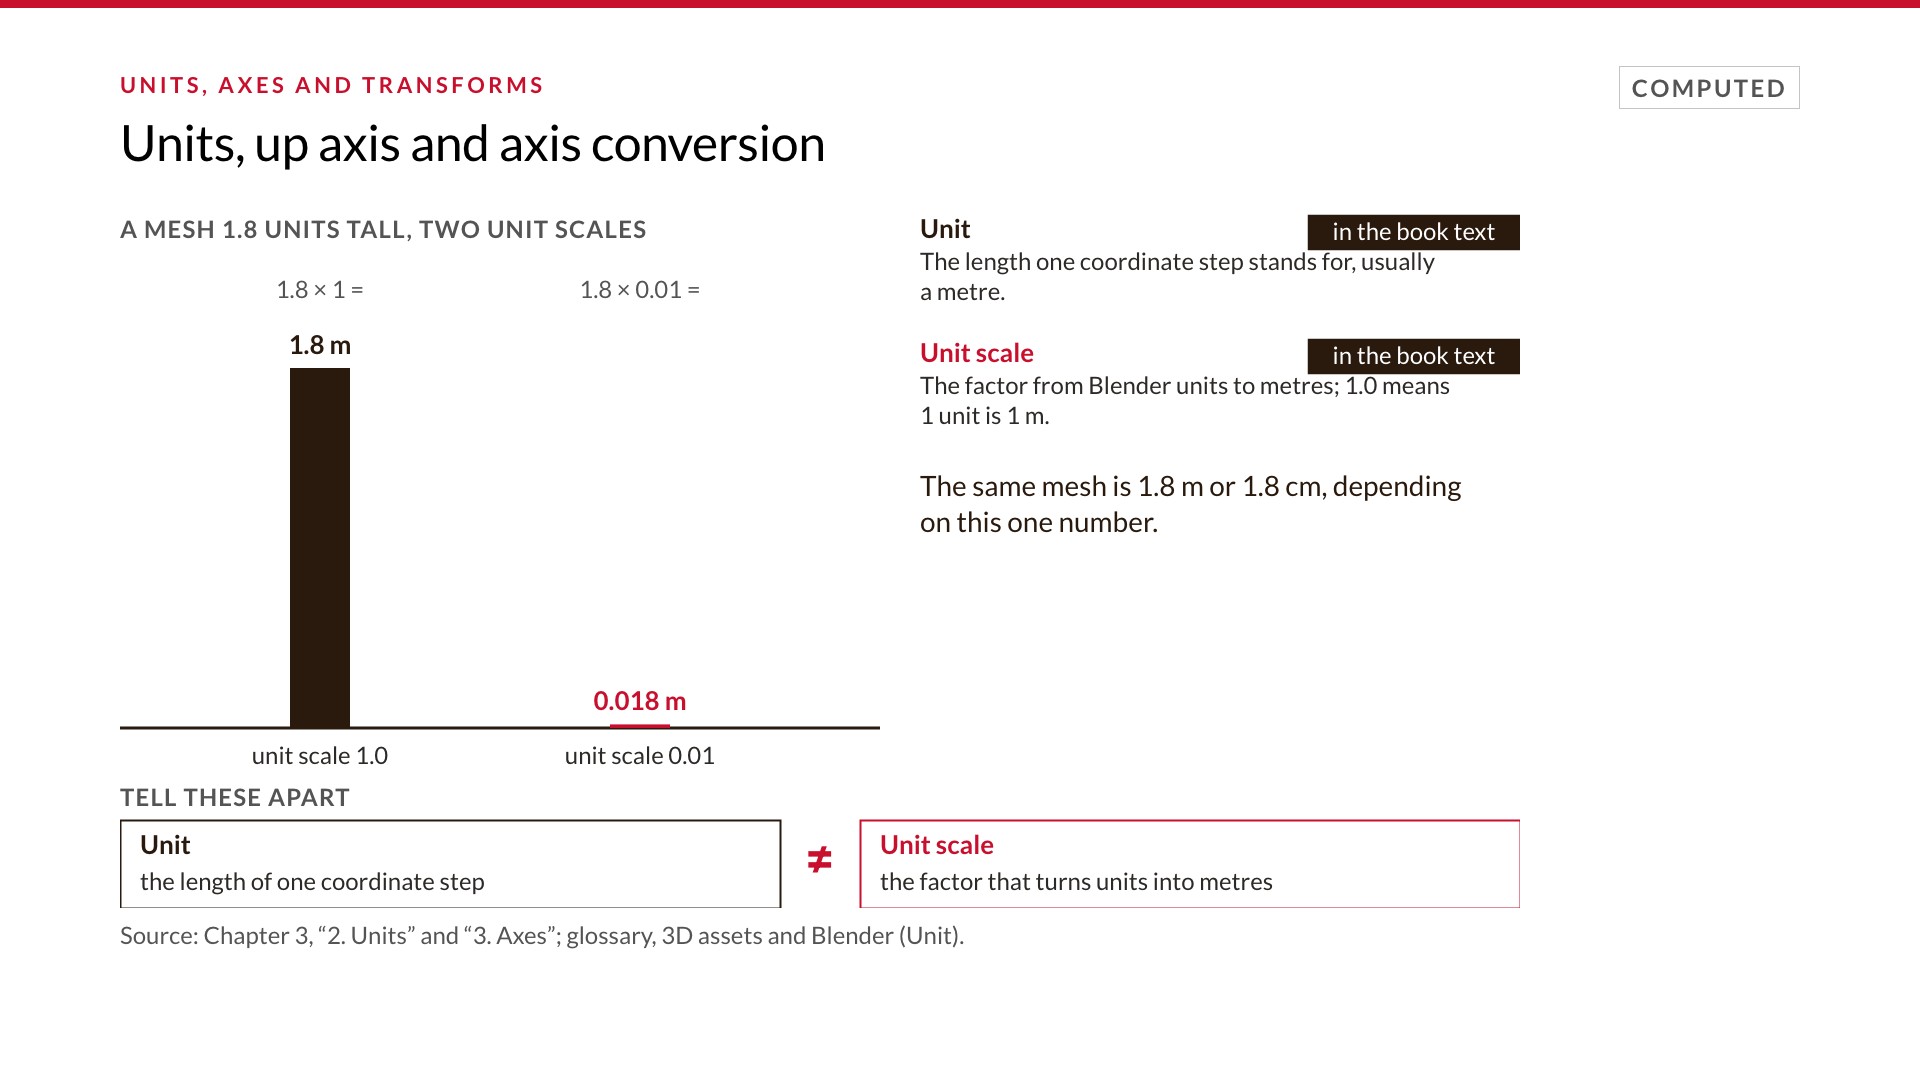 UNITS, AXES AND TRANSFORMS
COMPUTED
Units, up axis and axis conversion
A MESH 1.8 UNITS TALL, TWO UNIT SCALES
1.8 × 1 =
1.8 × 0.01 =
1.8 m
0.018 m
unit scale 1.0
unit scale 0.01
Unit
in the book text
The length one coordinate step stands for, usually
a metre.
Unit scale
in the book text
The factor from Blender units to metres; 1.0 means
1 unit is 1 m.
The same mesh is 1.8 m or 1.8 cm, depending
on this one number.
TELL THESE APART
Unit
the length of one coordinate step
≠
Unit scale
the factor that turns units into metres
Source: Chapter 3, “2. Units” and “3. Axes”; glossary, 3D assets and Blender (Unit).